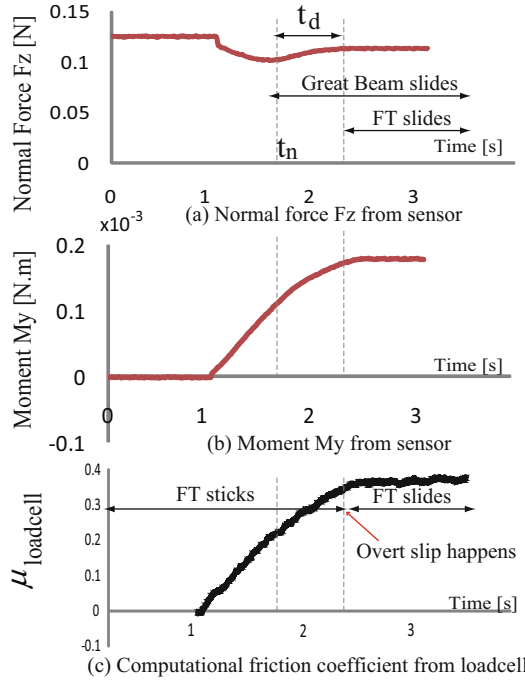 0.15
t_d
Normal Force Fz [N]
0.1
Great Beam slides
0.05
FT slides
0
t_n
Time [s]
0 1 2 3
(a) Normal force Fz from sensor
x10^-3
0.2
Moment My [N.m]
0.1
Time [s]
0
0 1 2 3
-0.1
(b) Moment My from sensor
0.4
FT sticks
FT slides
0.3
μ_loadcell
Overt slip happens
0.2
0.1
Time [s]
0
-0.1
1 2 3
(c) Computational friction coefficient from loadcell